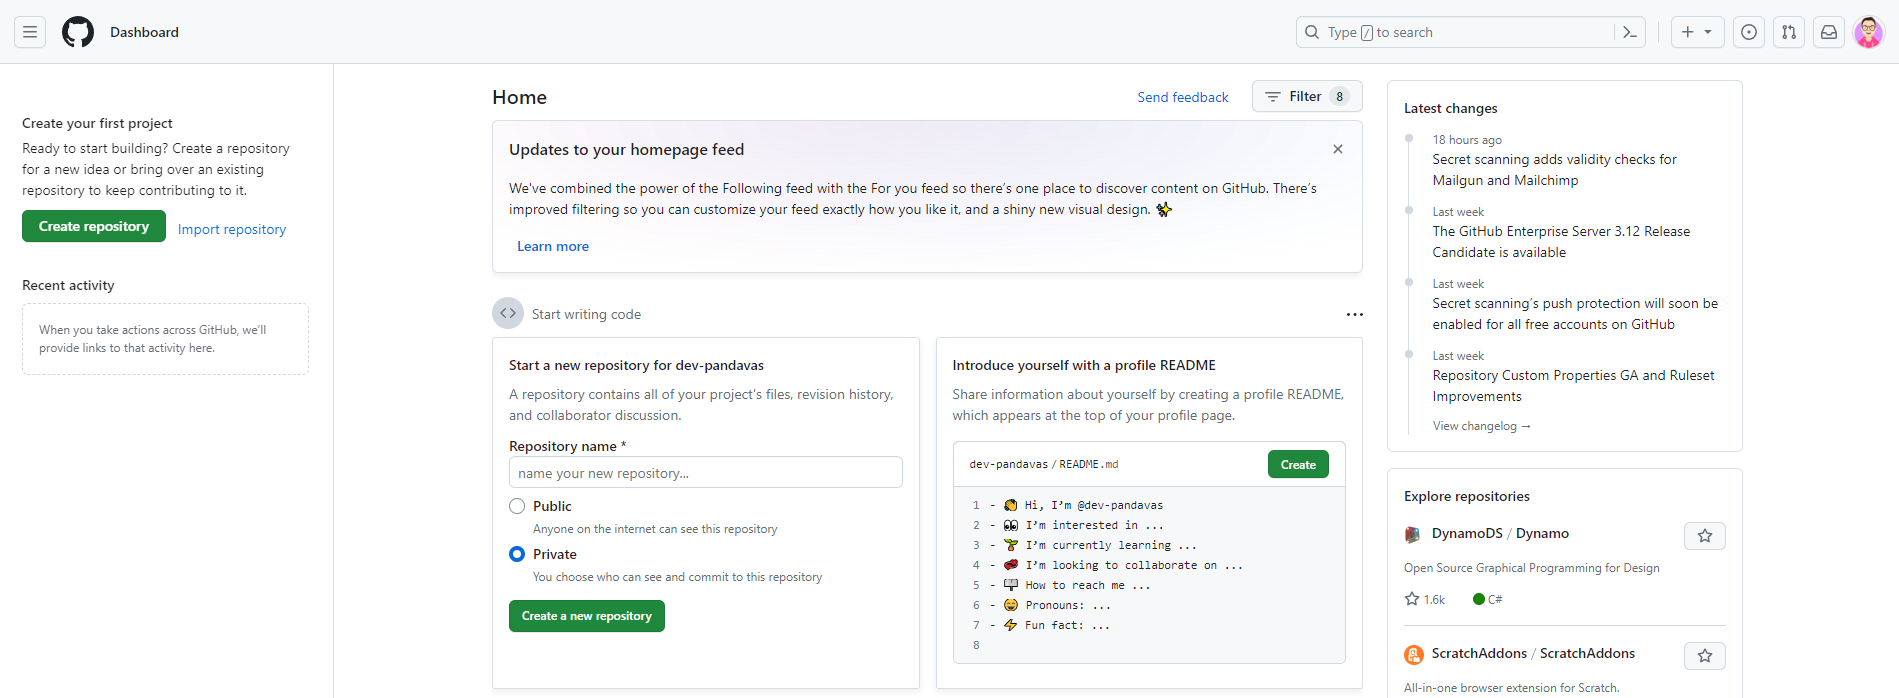 Dashboard
Type / to search
Create your first project
Ready to start building? Create a repository
for a new idea or bring over an existing
repository to keep contributing to it.
Create repository
Import repository
Recent activity
When you take actions across GitHub, we'll
provide links to that activity here.
Home
Send feedback
Filter 8
Updates to your homepage feed
We've combined the power of the Following feed with the For you feed so there's one place to discover content on GitHub. There's
improved filtering so you can customize your feed exactly how you like it, and a shiny new visual design. ✨
Learn more
Start writing code
Start a new repository for dev-pandavas
A repository contains all of your project's files, revision history,
and collaborator discussion.
Repository name *
name your new repository...
Public
Anyone on the internet can see this repository
Private
You choose who can see and commit to this repository
Create a new repository
Introduce yourself with a profile README
Share information about yourself by creating a profile README,
which appears at the top of your profile page.
dev-pandavas / README.md
Create
1 - 👋 Hi, I'm @dev-pandavas
2 - 👀 I'm interested in ...
3 - 🌱 I'm currently learning ...
4 - 💞️ I'm looking to collaborate on ...
5 - 📫 How to reach me ...
6 - 😄 Pronouns: ...
7 - ⚡ Fun fact: ...
8
Latest changes
18 hours ago
Secret scanning adds validity checks for
Mailgun and Mailchimp
Last week
The GitHub Enterprise Server 3.12 Release
Candidate is available
Last week
Secret scanning's push protection will soon be
enabled for all free accounts on GitHub
Last week
Repository Custom Properties GA and Ruleset
Improvements
View changelog →
Explore repositories
DynamoDS / Dynamo
Open Source Graphical Programming for Design
1.6k
C#
ScratchAddons / ScratchAddons
All-in-one browser extension for Scratch.